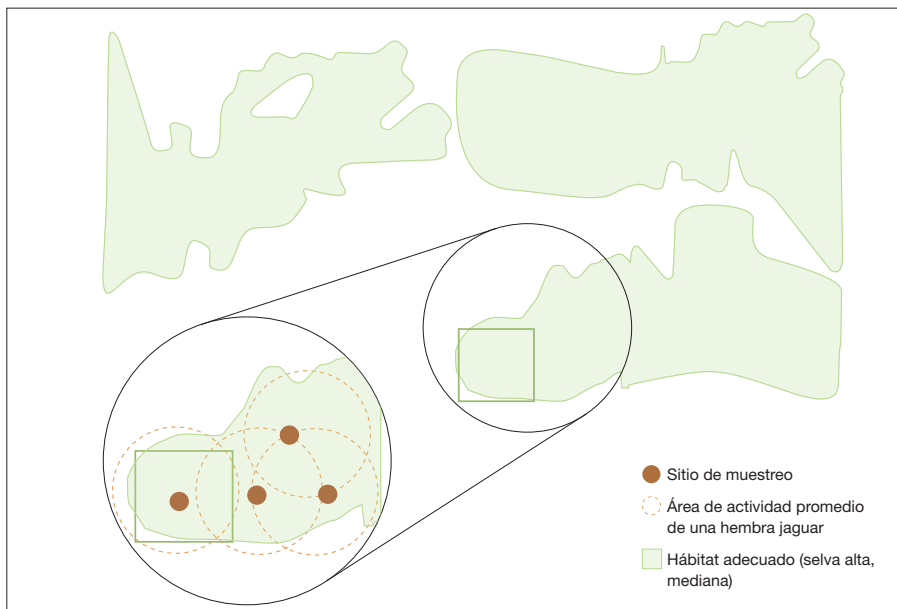 Sitio de muestreo
Área de actividad promedio
de una hembra jaguar
Hábitat adecuado (selva alta,
mediana)